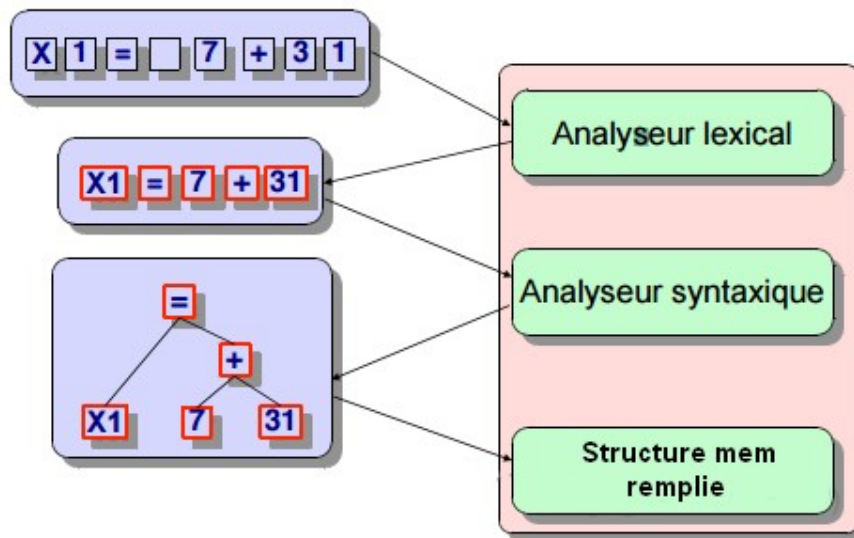 X 1 = 7 + 3 1
Analyseur lexical
X1 = 7 + 31
Analyseur syntaxique
=
+
X1 7 31
Structure mem
remplie